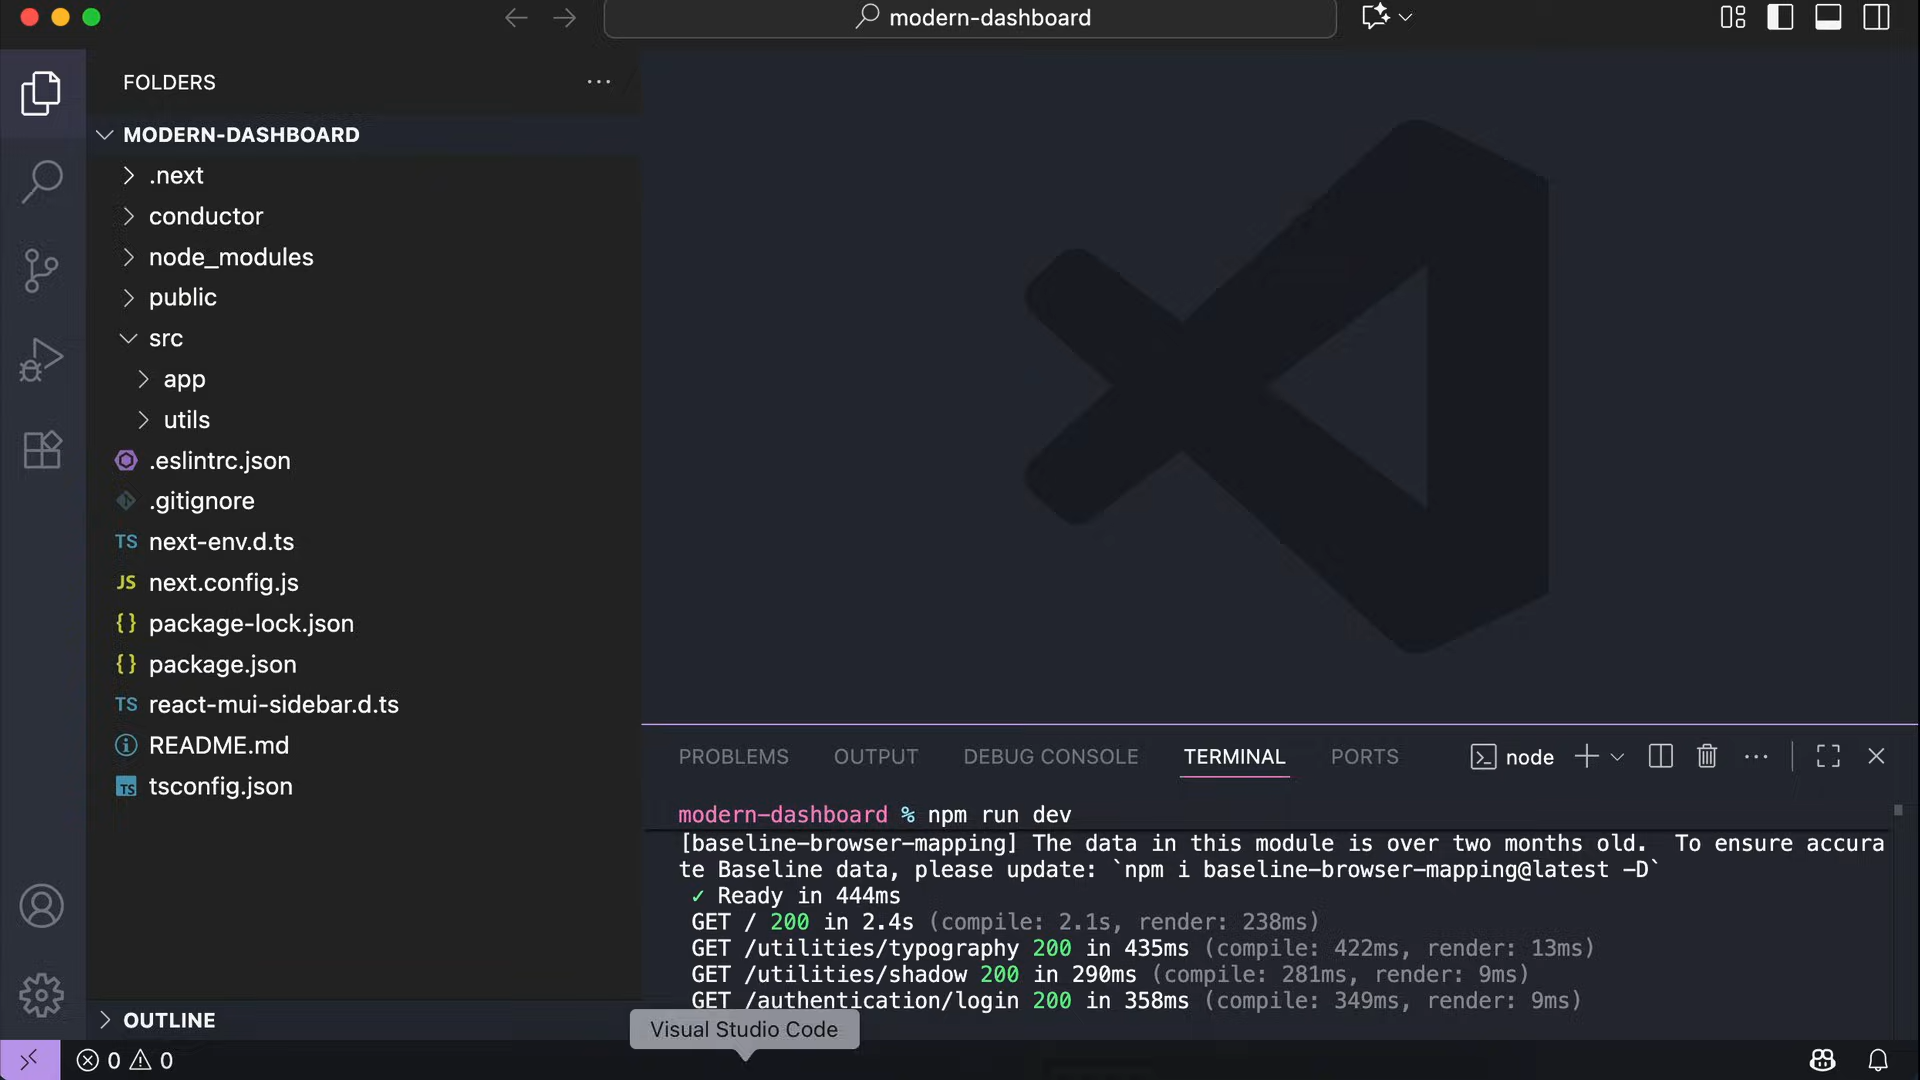 modern-dashboard
FOLDERS
MODERN-DASHBOARD
.next
conductor
node_modules
public
src
app
utils
.eslintrc.json
.gitignore
TS next-env.d.ts
JS next.config.js
{} package-lock.json
{} package.json
TS react-mui-sidebar.d.ts
README.md
TS tsconfig.json
OUTLINE
PROBLEMS OUTPUT DEBUG CONSOLE TERMINAL PORTS node
modern-dashboard % npm run dev
[baseline-browser-mapping] The data in this module is over two months old.  To ensure accura
te Baseline data, please update: `npm i baseline-browser-mapping@latest -D`
✓ Ready in 444ms
GET / 200 in 2.4s (compile: 2.1s, render: 238ms)
GET /utilities/typography 200 in 435ms (compile: 422ms, render: 13ms)
GET /utilities/shadow 200 in 290ms (compile: 281ms, render: 9ms)
GET /authentication/login 200 in 358ms (compile: 349ms, render: 9ms)
Visual Studio Code
0 0